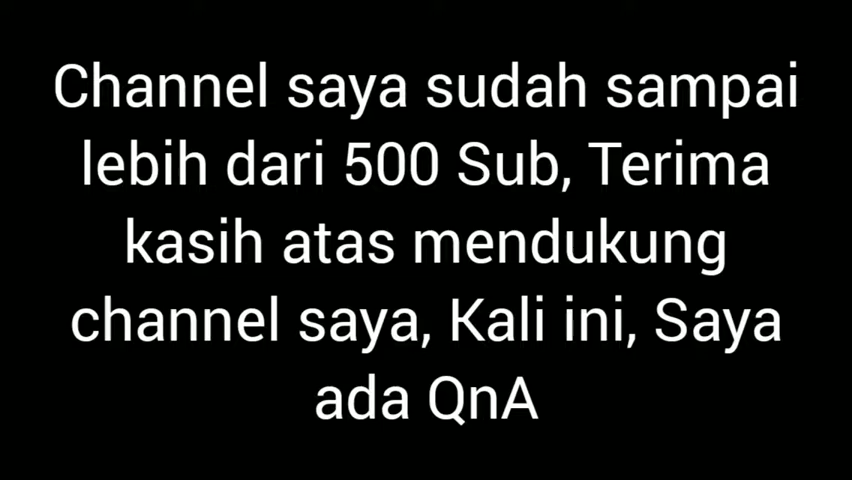 Channel saya sudah sampai
lebih dari 500 Sub, Terima
kasih atas mendukung
channel saya, Kali ini, Saya
ada QnA